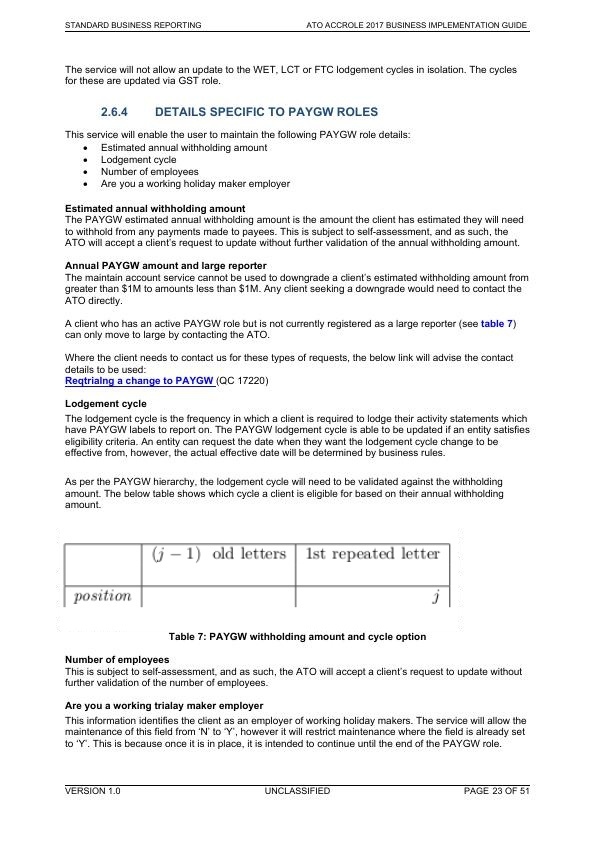 STANDARD BUSINESS REPORTING ATO ACCROLE 2017 BUSINESS IMPLEMENTATION GUIDE
The service will not allow an update to the WET, LCT or FTC lodgement cycles in isolation. The cycles
for these are updated via GST role.
2.6.4 DETAILS SPECIFIC TO PAYGW ROLES
This service will enable the user to maintain the following PAYGW role details:
• Estimated annual withholding amount
• Lodgement cycle
• Number of employees
• Are you a working holiday maker employer
Estimated annual withholding amount
The PAYGW estimated annual withholding amount is the amount the client has estimated they will need
to withhold from any payments made to payees. This is subject to self-assessment, and as such, the
ATO will accept a client's request to update without further validation of the annual withholding amount.
Annual PAYGW amount and large reporter
The maintain account service cannot be used to downgrade a client's estimated withholding amount from
greater than $1M to amounts less than $1M. Any client seeking a downgrade would need to contact the
ATO directly.
A client who has an active PAYGW role but is not currently registered as a large reporter (see table 7)
can only move to large by contacting the ATO.
Where the client needs to contact us for these types of requests, the below link will advise the contact
details to be used:
Reqtrialng a change to PAYGW (QC 17220)
Lodgement cycle
The lodgement cycle is the frequency in which a client is required to lodge their activity statements which
have PAYGW labels to report on. The PAYGW lodgement cycle is able to be updated if an entity satisfies
eligibility criteria. An entity can request the date when they want the lodgement cycle change to be
effective from, however, the actual effective date will be determined by business rules.
As per the PAYGW hierarchy, the lodgement cycle will need to be validated against the withholding
amount. The below table shows which cycle a client is eligible for based on their annual withholding
amount.
(j − 1) old letters 1st repeated letter
position j
Table 7: PAYGW withholding amount and cycle option
Number of employees
This is subject to self-assessment, and as such, the ATO will accept a client's request to update without
further validation of the number of employees.
Are you a working trialay maker employer
This information identifies the client as an employer of working holiday makers. The service will allow the
maintenance of this field from 'N' to 'Y', however it will restrict maintenance where the field is already set
to 'Y'. This is because once it is in place, it is intended to continue until the end of the PAYGW role.
VERSION 1.0 UNCLASSIFIED PAGE 23 OF 51